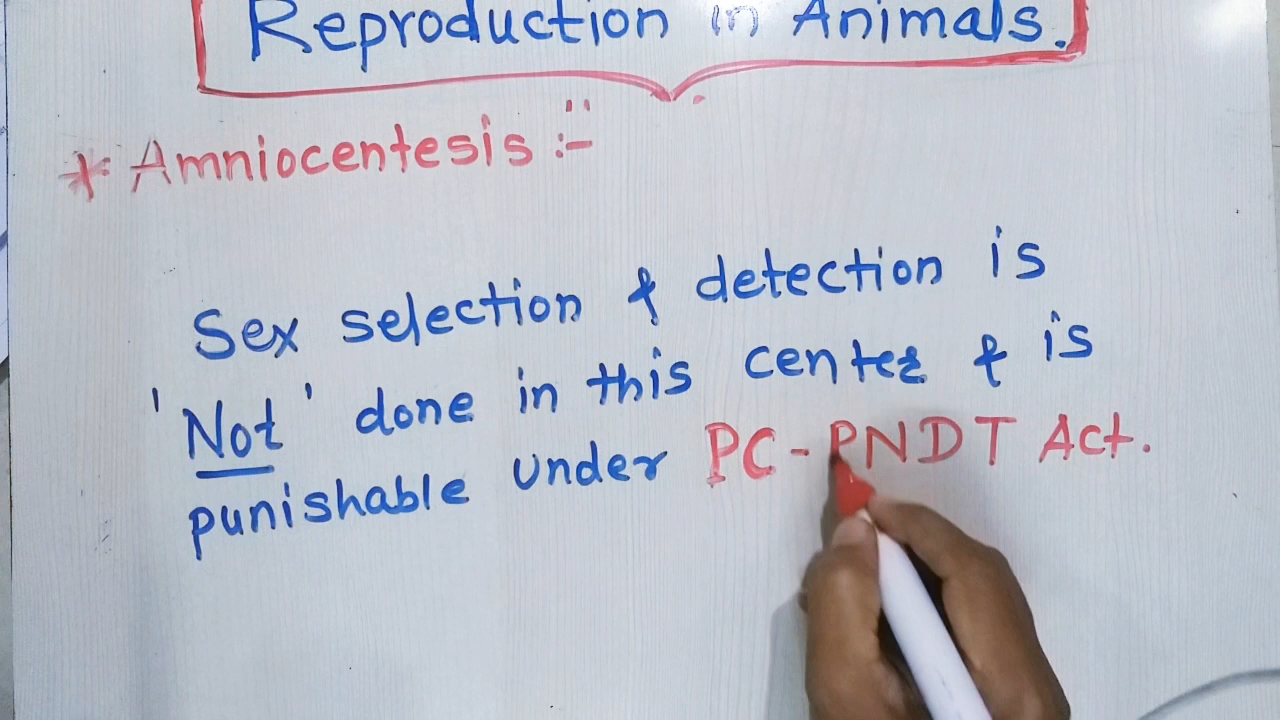 Reproduction in Animals.
* Amniocentesis :-
Sex selection & detection is
'Not' done in this center & is
punishable under PC-PNDT Act.